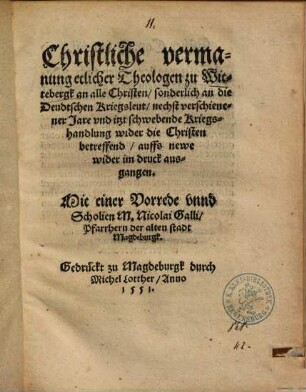 11.
Christliche verma-
nung etlicher Theologen zu Wit-
tebergk an alle Christen/ sonderlich an die
Deudtschen Kriegsleut/ nechst verschiene-
ner Jare vnd itzt schwebende Kriegs-
handlung wider die Christen
betreffend/ auffs newe
wider im druck aus-
gangen.
Mit einer Vorrede vnnd
Scholien M. Nicolai Galli/
Pfarrhern der alten stadt
Magdeburgk.
Gedrückt zu Magdeburgk durch
Michel Lotther/ Anno
1551.